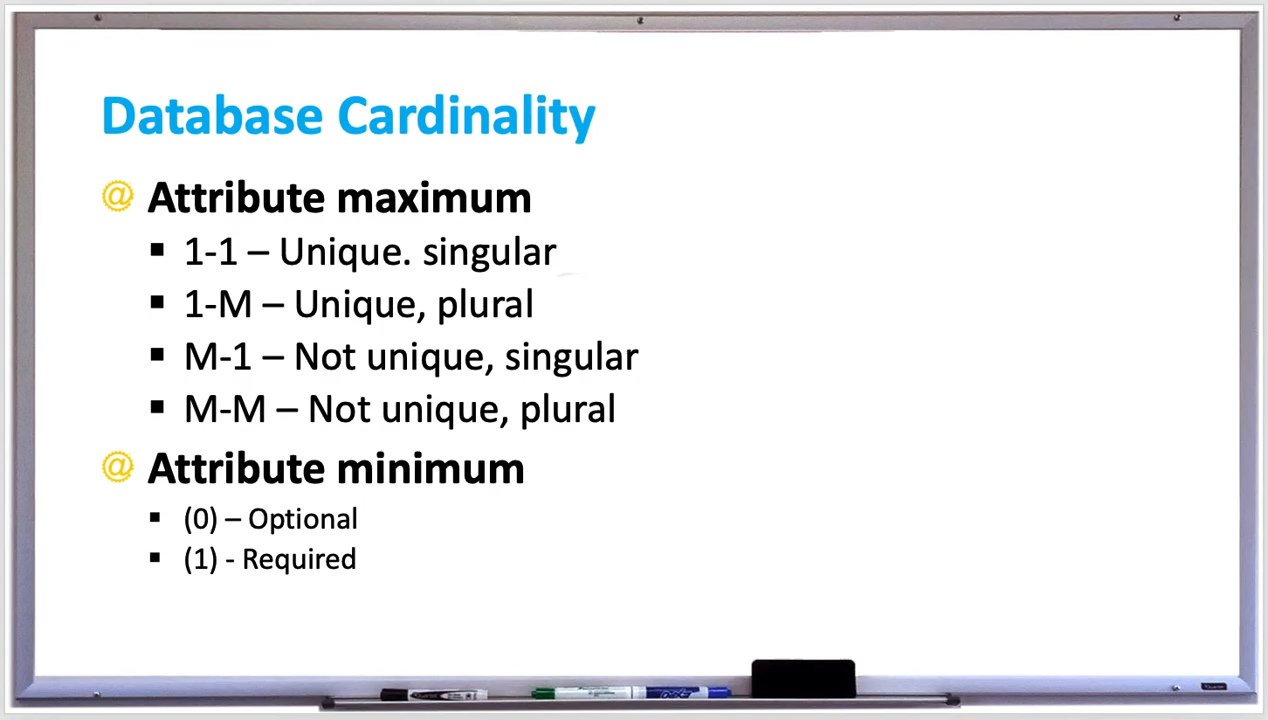 Database Cardinality
@ Attribute maximum
▪ 1-1 – Unique. singular
▪ 1-M – Unique, plural
▪ M-1 – Not unique, singular
▪ M-M – Not unique, plural
@ Attribute minimum
▪ (0) – Optional
▪ (1) - Required